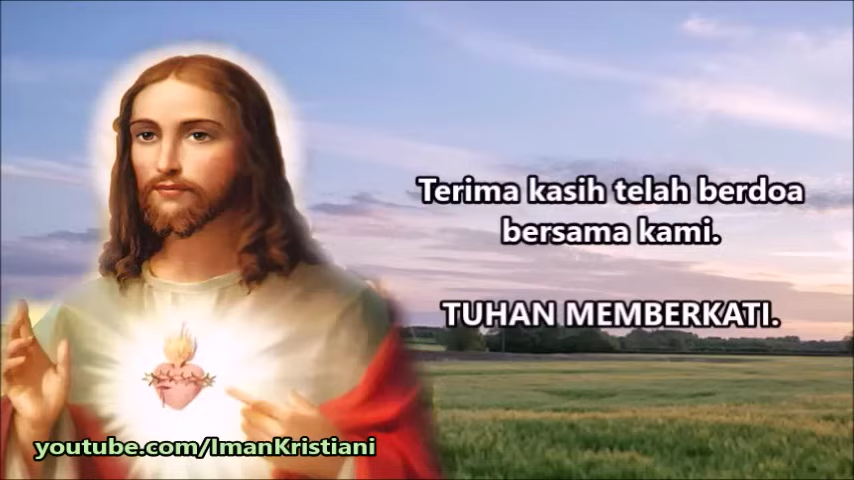 Terima kasih telah berdoa
bersama kami.
TUHAN MEMBERKATI.
youtube.com/ImanKristiani